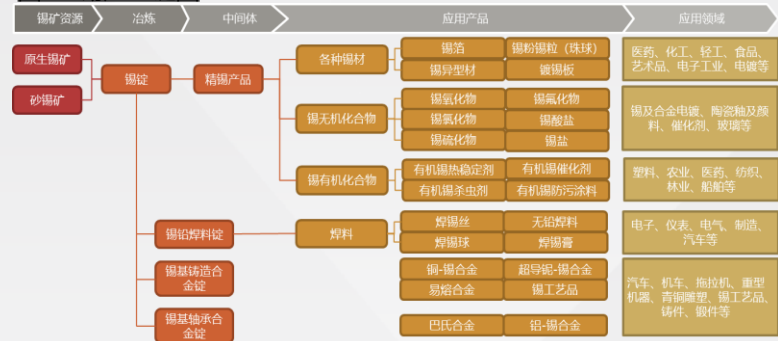 锡矿资源
冶炼
中间体
应用产品
应用领域
原生锡矿
砂锡矿
锡锭
精锡产品
各种锡材
锡箔
锡粉锡粒（珠球）
锡异型材
镀锡板
医药、化工、轻工、食品、
艺术品、电子工业、电镀等
锡无机化合物
锡氧化物
锡氟化物
锡氯化物
锡酸盐
锡硫化物
锡盐
锡及合金电镀、陶瓷釉及颜
料、催化剂、玻璃等
锡有机化合物
有机锡热稳定剂
有机锡催化剂
有机锡杀虫剂
有机锡防污涂料
塑料、农业、医药、纺织、
林业、船舶等
锡铅焊料锭
焊料
焊锡丝
无铅焊料
焊锡球
焊锡膏
电子、仪表、电气、制造、
汽车等
锡基铸造合
金锭
铜-锡合金
超导铌-锡合金
易熔合金
锡工艺品
锡基轴承合
金锭
巴氏合金
铝-锡合金
汽车、机车、拖拉机、重型
机器、青铜雕塑、锡工艺品、
铸件、锻件等